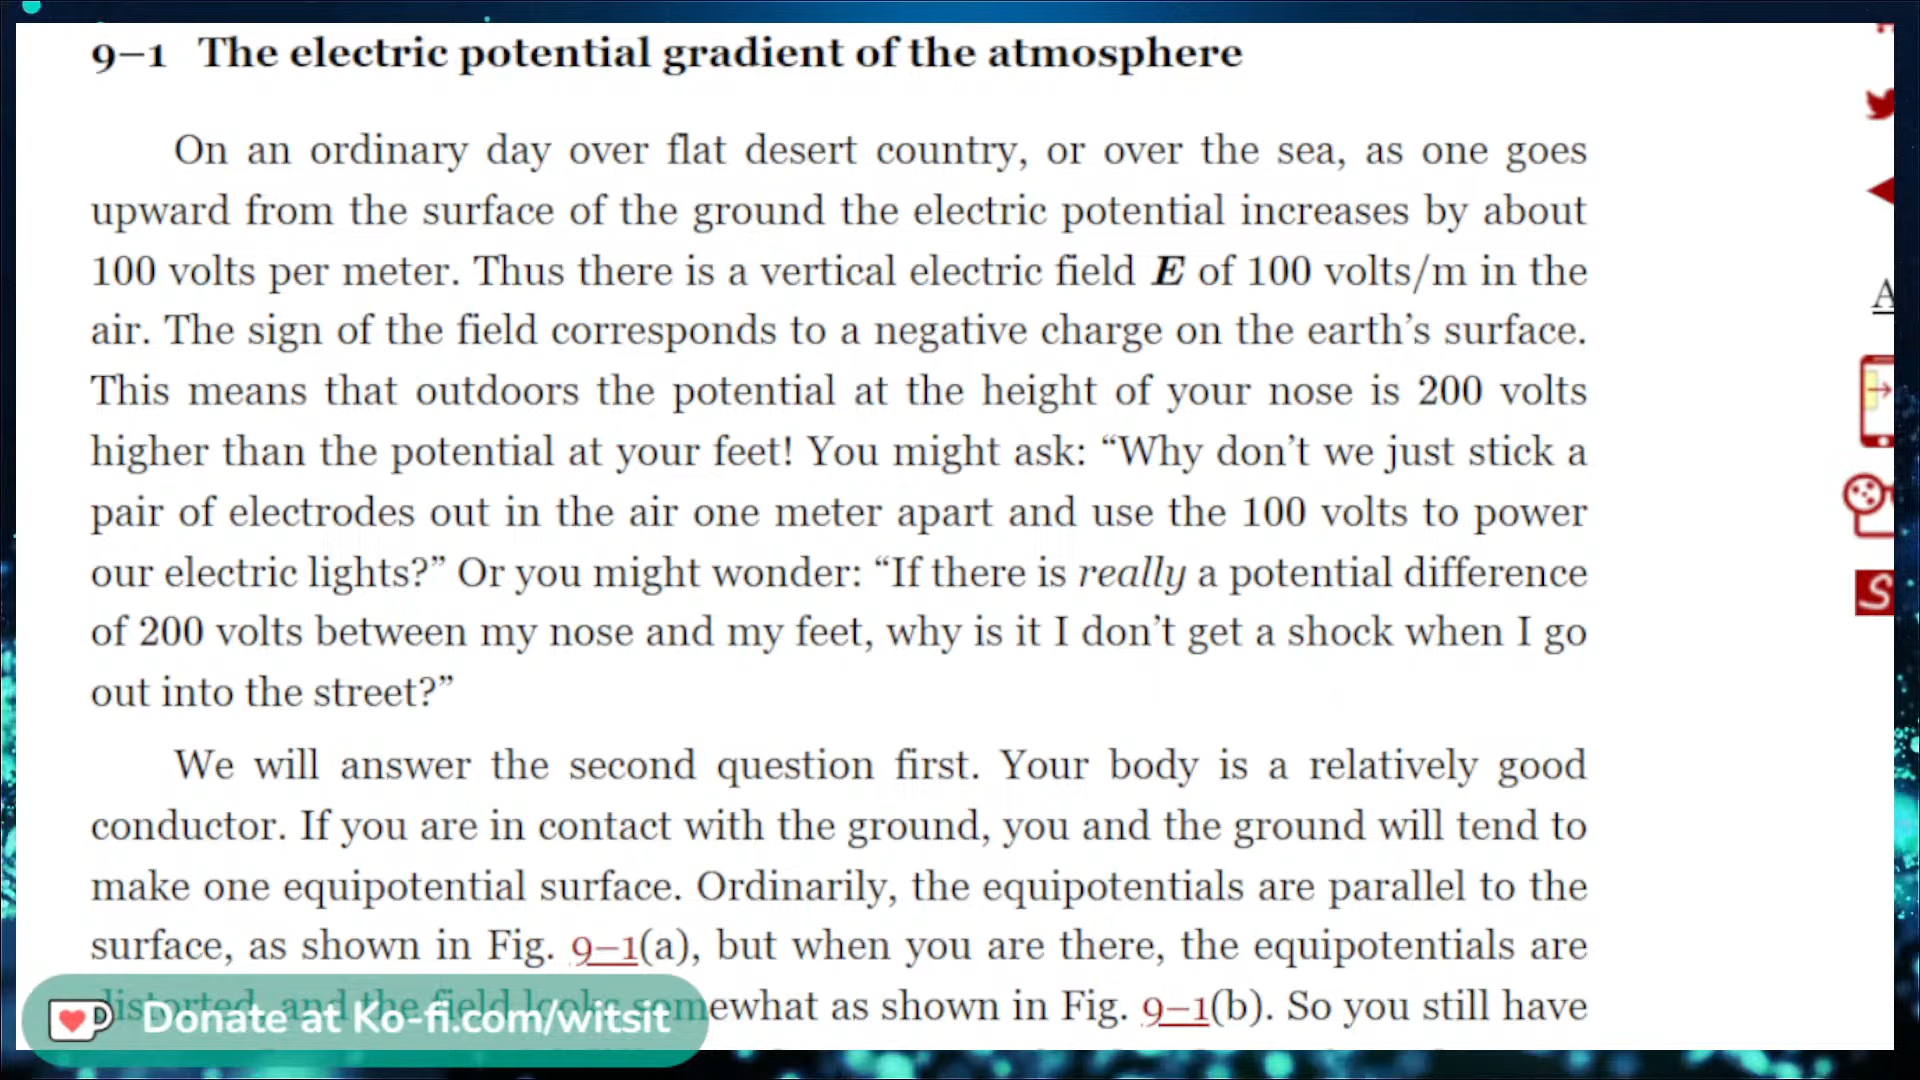 9–1 The electric potential gradient of the atmosphere
On an ordinary day over flat desert country, or over the sea, as one goes
upward from the surface of the ground the electric potential increases by about
100 volts per meter. Thus there is a vertical electric field E of 100 volts/m in the
air. The sign of the field corresponds to a negative charge on the earth’s surface.
This means that outdoors the potential at the height of your nose is 200 volts
higher than the potential at your feet! You might ask: “Why don’t we just stick a
pair of electrodes out in the air one meter apart and use the 100 volts to power
our electric lights?” Or you might wonder: “If there is really a potential difference
of 200 volts between my nose and my feet, why is it I don’t get a shock when I go
out into the street?”
We will answer the second question first. Your body is a relatively good
conductor. If you are in contact with the ground, you and the ground will tend to
make one equipotential surface. Ordinarily, the equipotentials are parallel to the
surface, as shown in Fig. 9–1(a), but when you are there, the equipotentials are
distorted, and the field looks somewhat as shown in Fig. 9–1(b). So you still have
Donate at Ko-fi.com/witsit
A
S